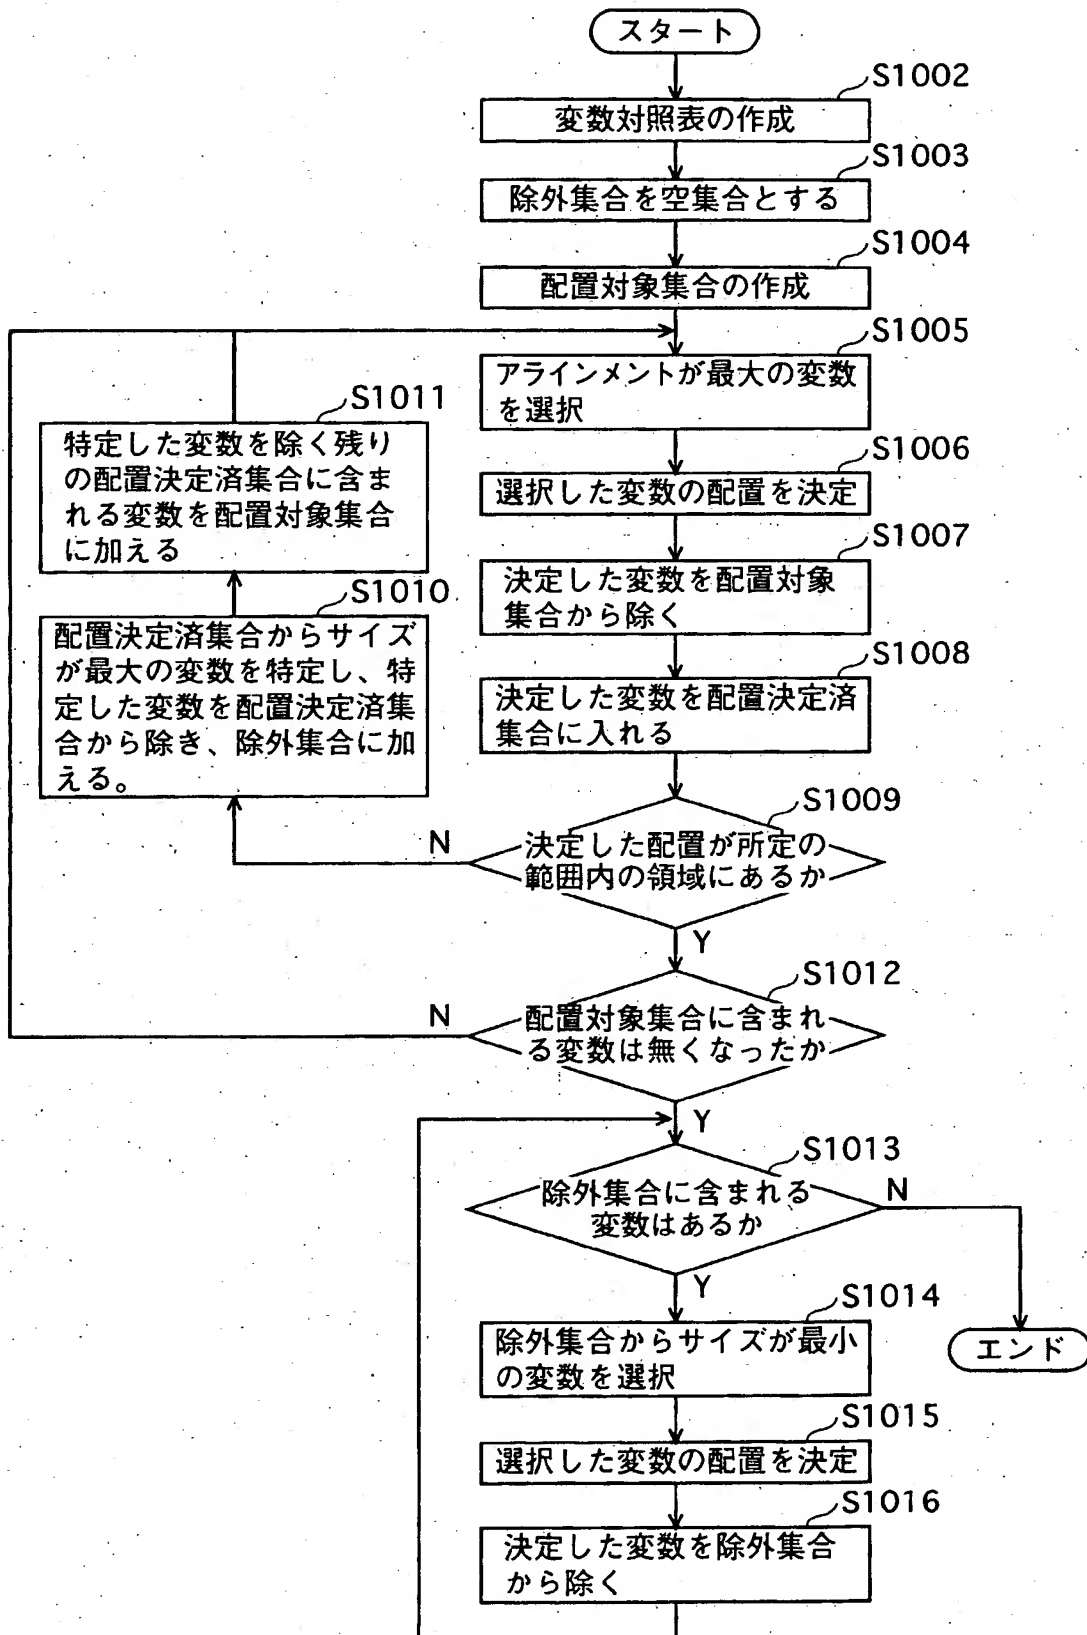 スタート
S1002
変数対照表の作成
S1003
除外集合を空集合とする
S1004
配置対象集合の作成
S1005
アラインメントが最大の変数
を選択
S1006
選択した変数の配置を決定
S1007
決定した変数を配置対象
集合から除く
S1008
決定した変数を配置決定済
集合に入れる
S1009
決定した配置が所定の
範囲内の領域にあるか
N
Y
S1010
配置決定済集合からサイズ
が最大の変数を特定し、特
定した変数を配置決定済集
合から除き、除外集合に加
える。
S1011
特定した変数を除く残り
の配置決定済集合に含ま
れる変数を配置対象集合
に加える
S1012
配置対象集合に含まれ
る変数は無くなったか
N
Y
S1013
除外集合に含まれる
変数はあるか
N
Y
エンド
S1014
除外集合からサイズが最小
の変数を選択
S1015
選択した変数の配置を決定
S1016
決定した変数を除外集合
から除く